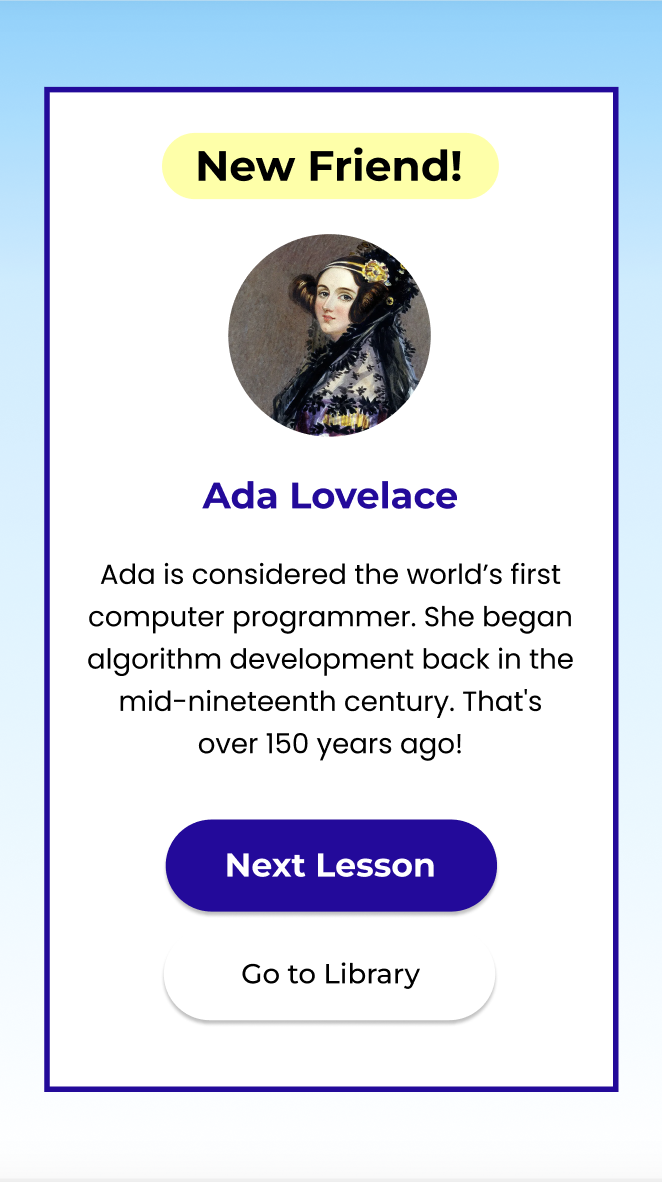 New Friend!
Ada Lovelace
Ada is considered the world’s first
computer programmer. She began
algorithm development back in the
mid-nineteenth century. That's
over 150 years ago!
Next Lesson
Go to Library